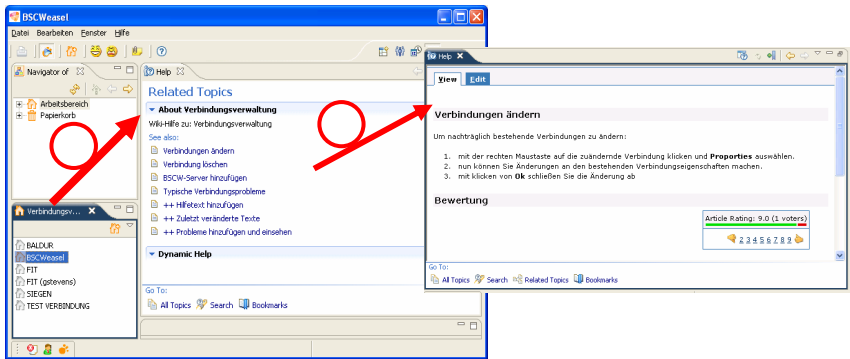 BSCWeasel
Datei Bearbeiten Fenster Hilfe
Navigator of
Arbeitsbereich
Papierkorb
Verbindungsv...
BALDUR
BSCWeasel
FIT
FIT (gstevens)
SIEGEN
TEST VERBINDUNG
Help
Related Topics
About Verbindungsverwaltung
Wiki-Hilfe zu: Verbindungsverwaltung
See also:
Verbindungen ändern
Verbindung löschen
BSCW-Server hinzufügen
Typische Verbindungsprobleme
++ Hilfetext hinzufügen
++ Zuletzt veränderte Texte
++ Probleme hinzufügen und einsehen
Dynamic Help
Go To:
All Topics Search Bookmarks
Help
View Edit
Verbindungen ändern
Um nachträglich bestehende Verbindungen zu ändern:
1. mit der rechten Maustaste auf die zuändernde Verbindung klicken und Proporties auswählen.
2. nun können Sie Änderungen an den bestehenden Verbindungseigenschaften machen.
3. mit klicken von Ok schließen Sie die Änderung ab
Bewertung
Article Rating: 9.0 (1 voters)
2 3 4 5 6 7 8 9
Go To:
All Topics Search Related Topics Bookmarks